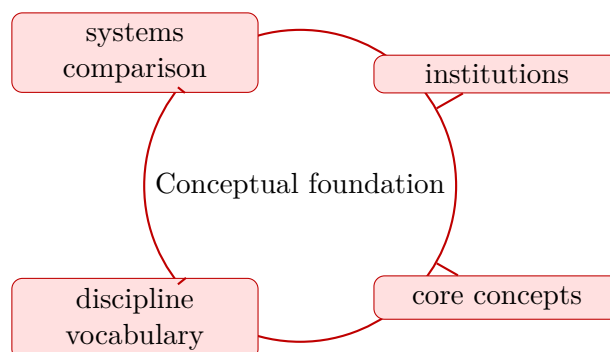 systems
comparison
institutions
Conceptual foundation
discipline
vocabulary
core concepts